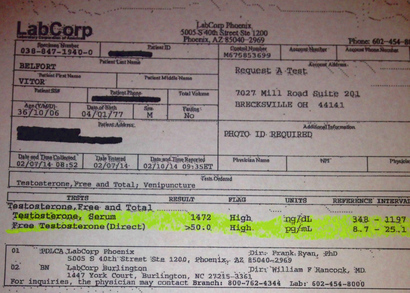 LabCorp
LabCorp Phoenix
5005 S 40th Street Ste 1200
Phoenix, AZ 85040-2969
Phone: 602-454-8
Specimen Number
Patient ID
Control Number
Account Number
038-847-1940-0
M675853699
BELFORT
Patient Last Name
Account Address
Request A Test
VITOR
Patient First Name
Patient Middle Name
7027 Mill Road Suite 201
BRECKSVILLE OH 44141
Patient SS#
Patient Phone
Total Volume
Age (Y/M/D)
Date of Birth
Sex
Fasting
36/10/06
04/01/77
M
No
Patient Address
Additional Information
PHOTO ID REQUIRED
Date and Time Collected
Date Entered
Date and Time Reported
Physician Name
NPI
02/07/14 08:52
02/07/14
02/10/14 09:35ET
Tests Ordered
Testosterone,Free and Total; Venipuncture
TESTS RESULT FLAG UNITS REFERENCE INTERVA
Testosterone,Free and Total
Testosterone, Serum 1472 High ng/dL 348 - 1197
Free Testosterone(Direct) >50.0 High pg/mL 8.7 - 25.1
01 PDLCA LabCorp Phoenix Dir: Frank Ryan, PhD
5005 S 40th Street Ste 1200, Phoenix, AZ 85040-2969
02 BN LabCorp Burlington Dir: William F Hancock, MD
1447 York Court, Burlington, NC 27215-3361
For inquiries, the physician may contact Branch: 800-762-4344 Lab: 602-454-8000